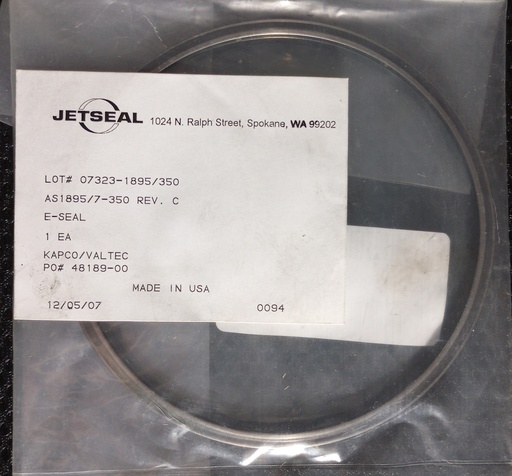 JETSEAL 1024 N. Ralph Street, Spokane, WA 99202
LOT# 07323-1895/350
AS1895/7-350 REV. C
E-SEAL
1 EA
KAPCO/VALTEC
PO# 48189-00
MADE IN USA
12/05/07 0094